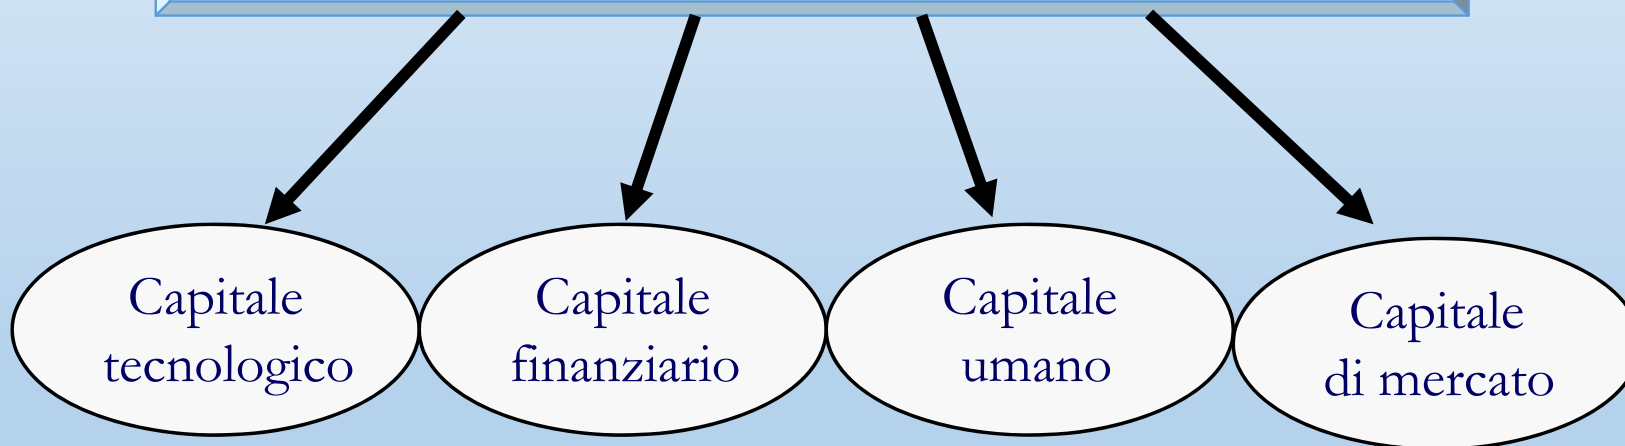 Capitale
tecnologico
Capitale
finanziario
Capitale
umano
Capitale
di mercato